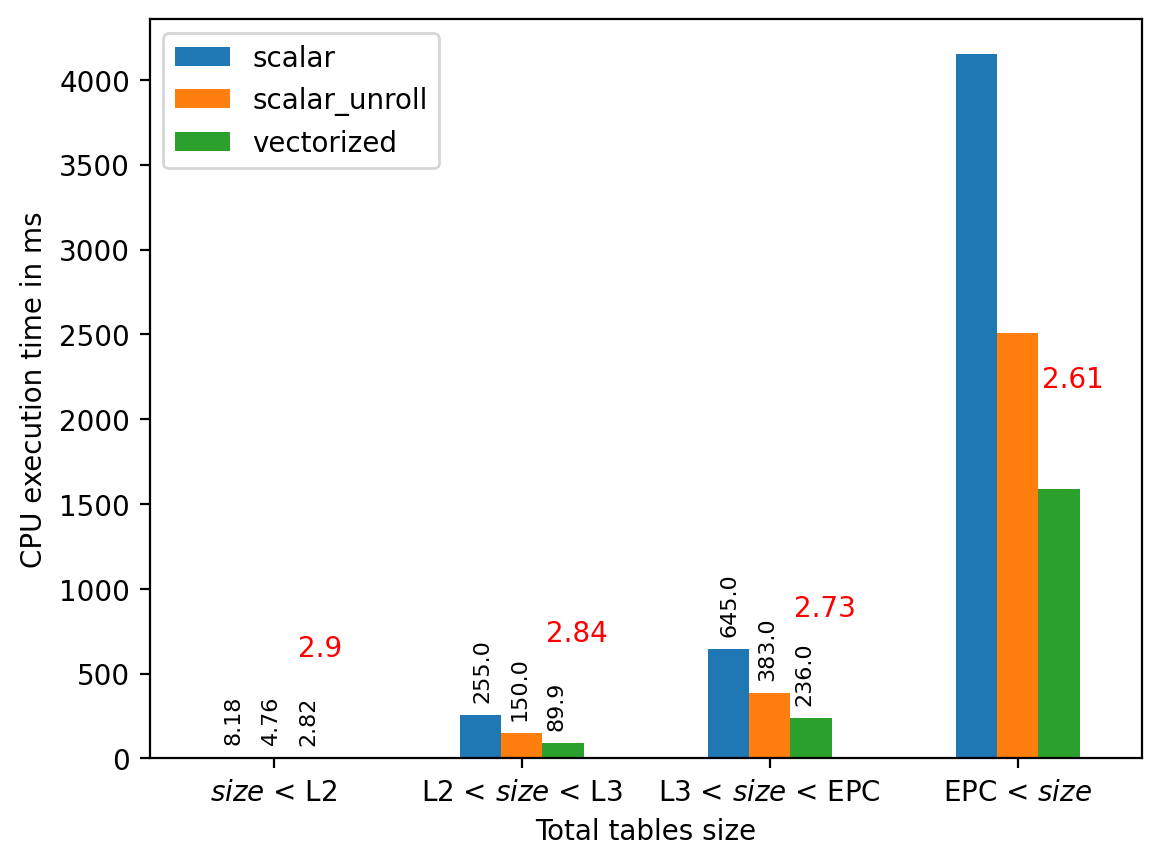 scalar
scalar_unroll
vectorized
4000
3500
3000
2500
2000
1500
1000
500
0
CPU execution time in ms
8.18
4.76
2.82
2.9
255.0
150.0
89.9
2.84
645.0
383.0
236.0
2.73
2.61
size < L2
L2 < size < L3
L3 < size < EPC
EPC < size
Total tables size